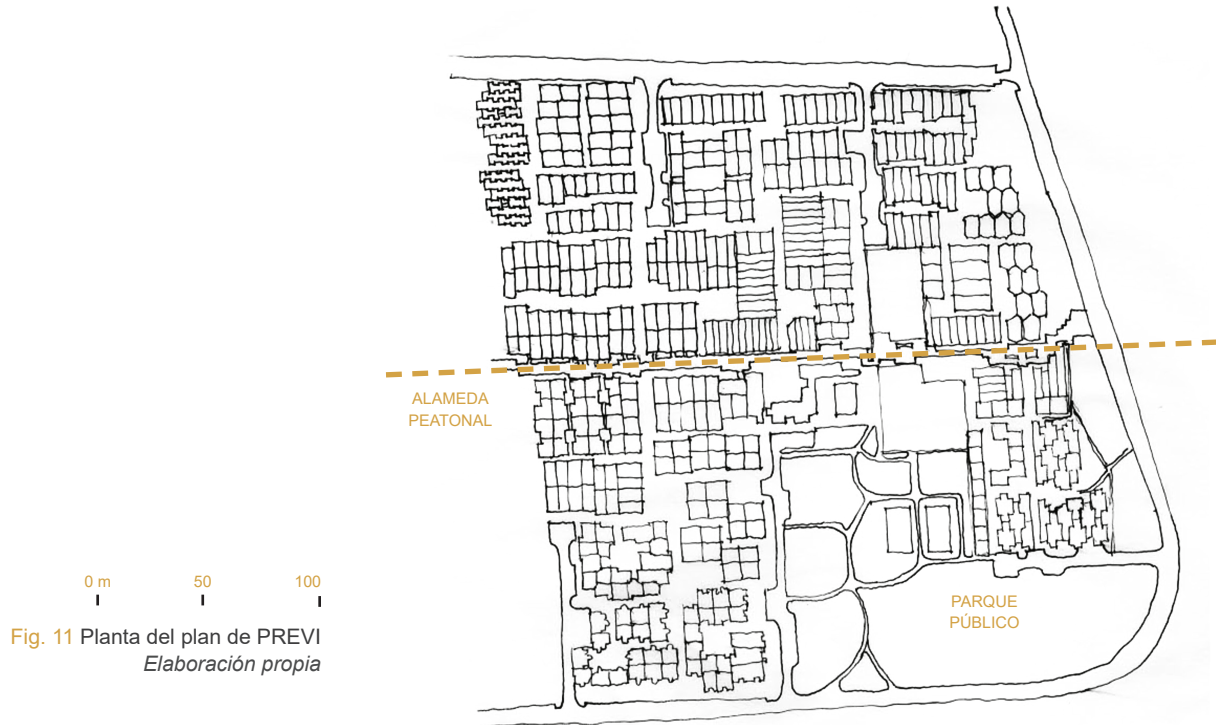 ALAMEDA
PEATONAL
0 m 50 100
Fig. 11 Planta del plan de PREVI
Elaboración propia
PARQUE
PÚBLICO